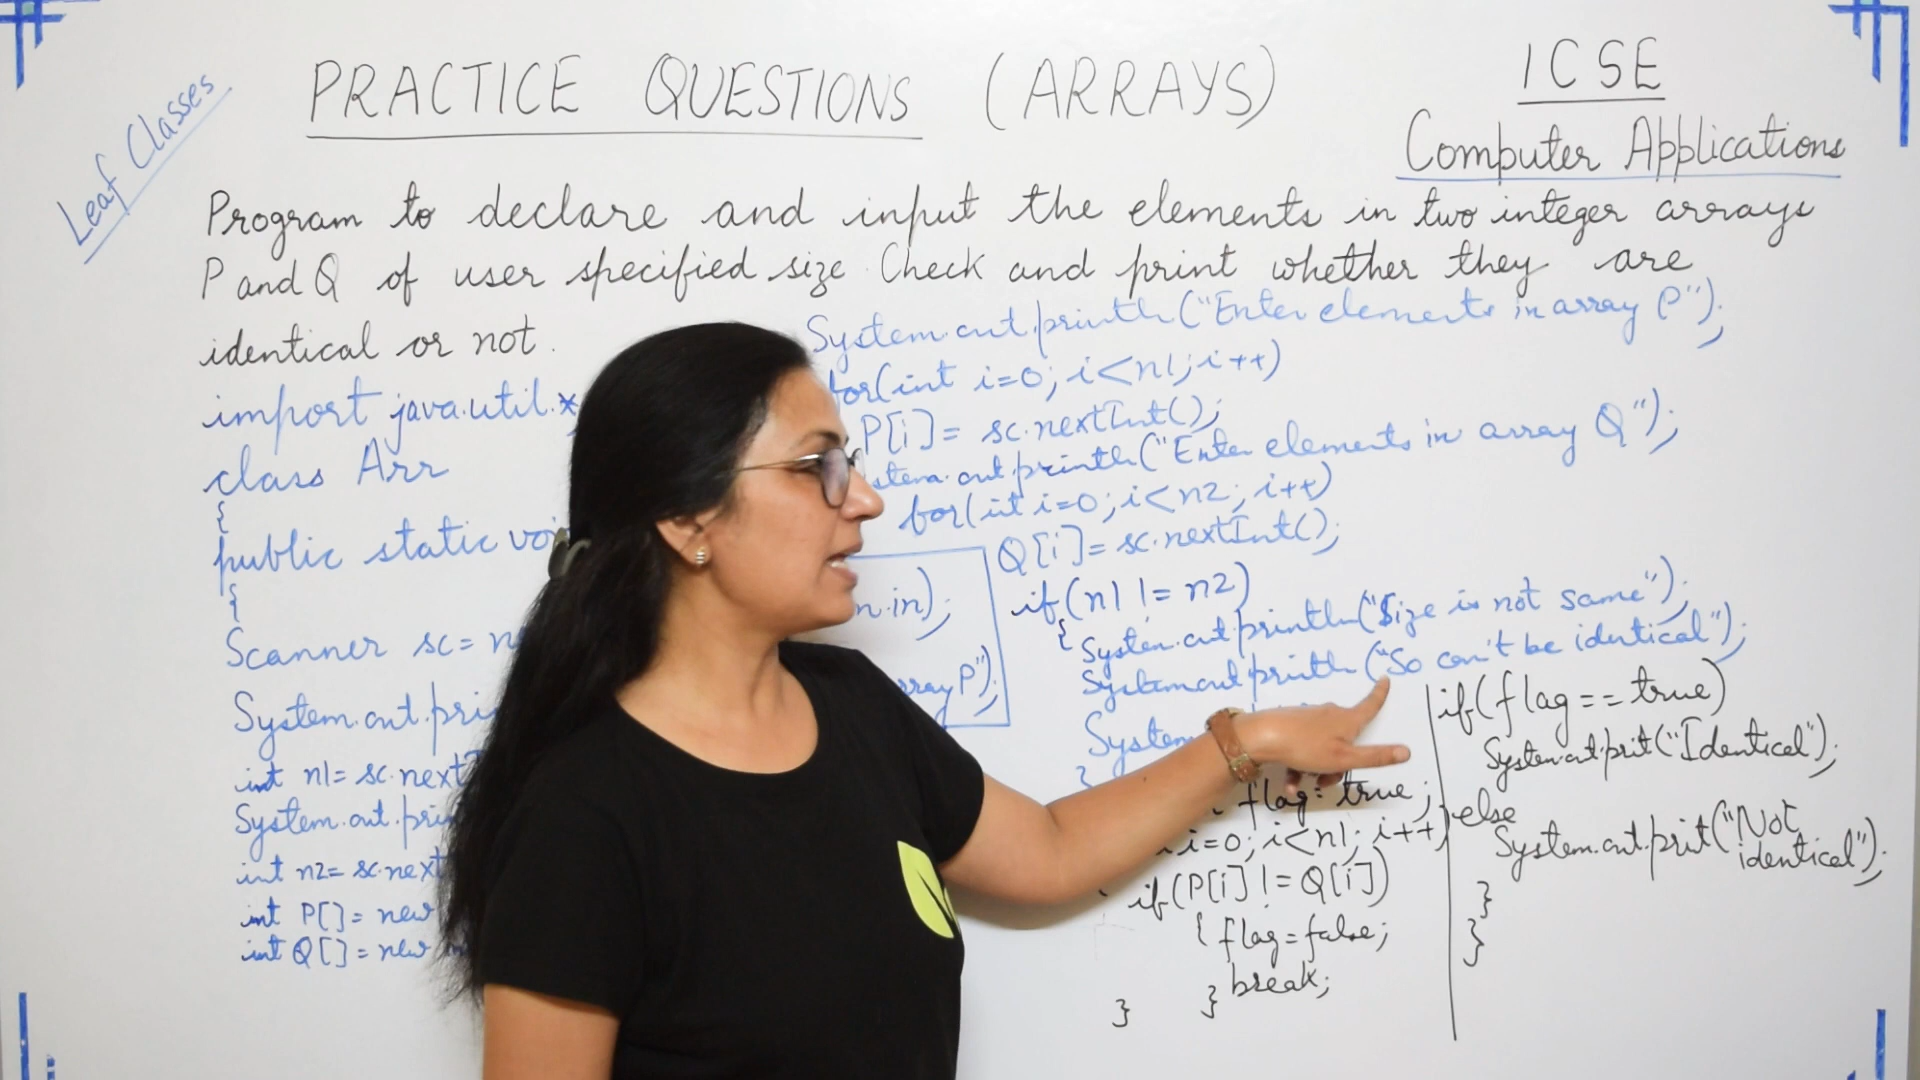 Leaf Classes
PRACTICE QUESTIONS (ARRAYS)
ICSE
Computer Applications
Program to declare and input the elements in two integer arrays
P and Q of user specified size. Check and print whether they are
identical or not.
import java.util.*
class Arr
{
public static voi
{
Scanner sc = ne
System.out.pri
int n1= sc.next
System.out.pri
int n2= sc.next
int P[]= new
int Q[]= new
n.in);
rray P");
System.out.println("Enter elements in array P");
for(int i=0; i<n1; i++)
P[i]= sc.nextInt();
stem.out.println("Enter elements in array Q");
for(int i=0; i<n2; i++)
Q[i]= sc.nextInt();
if(n1 != n2)
{ System.out.println("Size is not same");
System.out.println("So can't be identical");
System
}
flag= true;
i=0; i<n1; i++)
if(P[i] != Q[i])
{ flag=false;
break;
} }
if(flag== true)
System.out.print("Identical");
else
System.out.print("Not
identical");
}
}